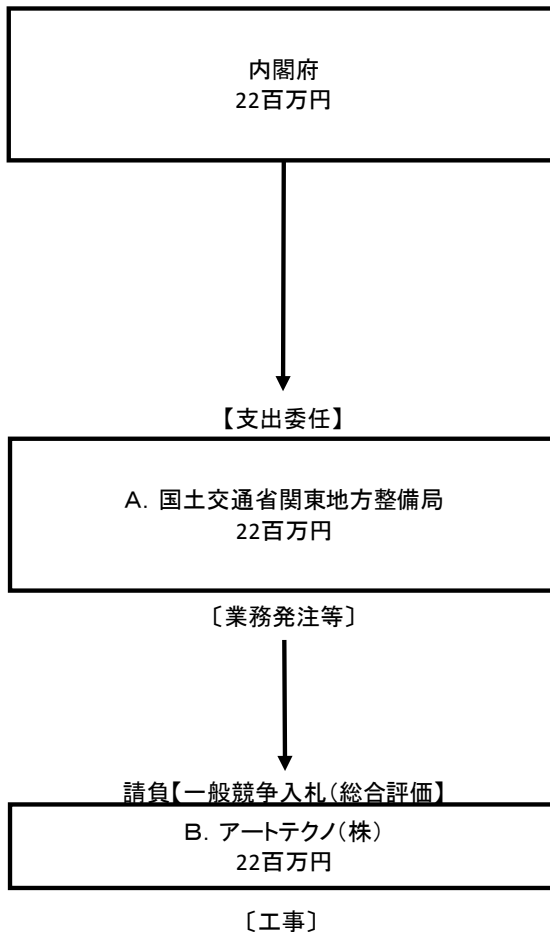 内閣府
22百万円
【支出委任】
A. 国土交通省関東地方整備局
22百万円
〔業務発注等〕
請負【一般競争入札（総合評価】
B. アートテクノ（株）
22百万円
〔工事〕